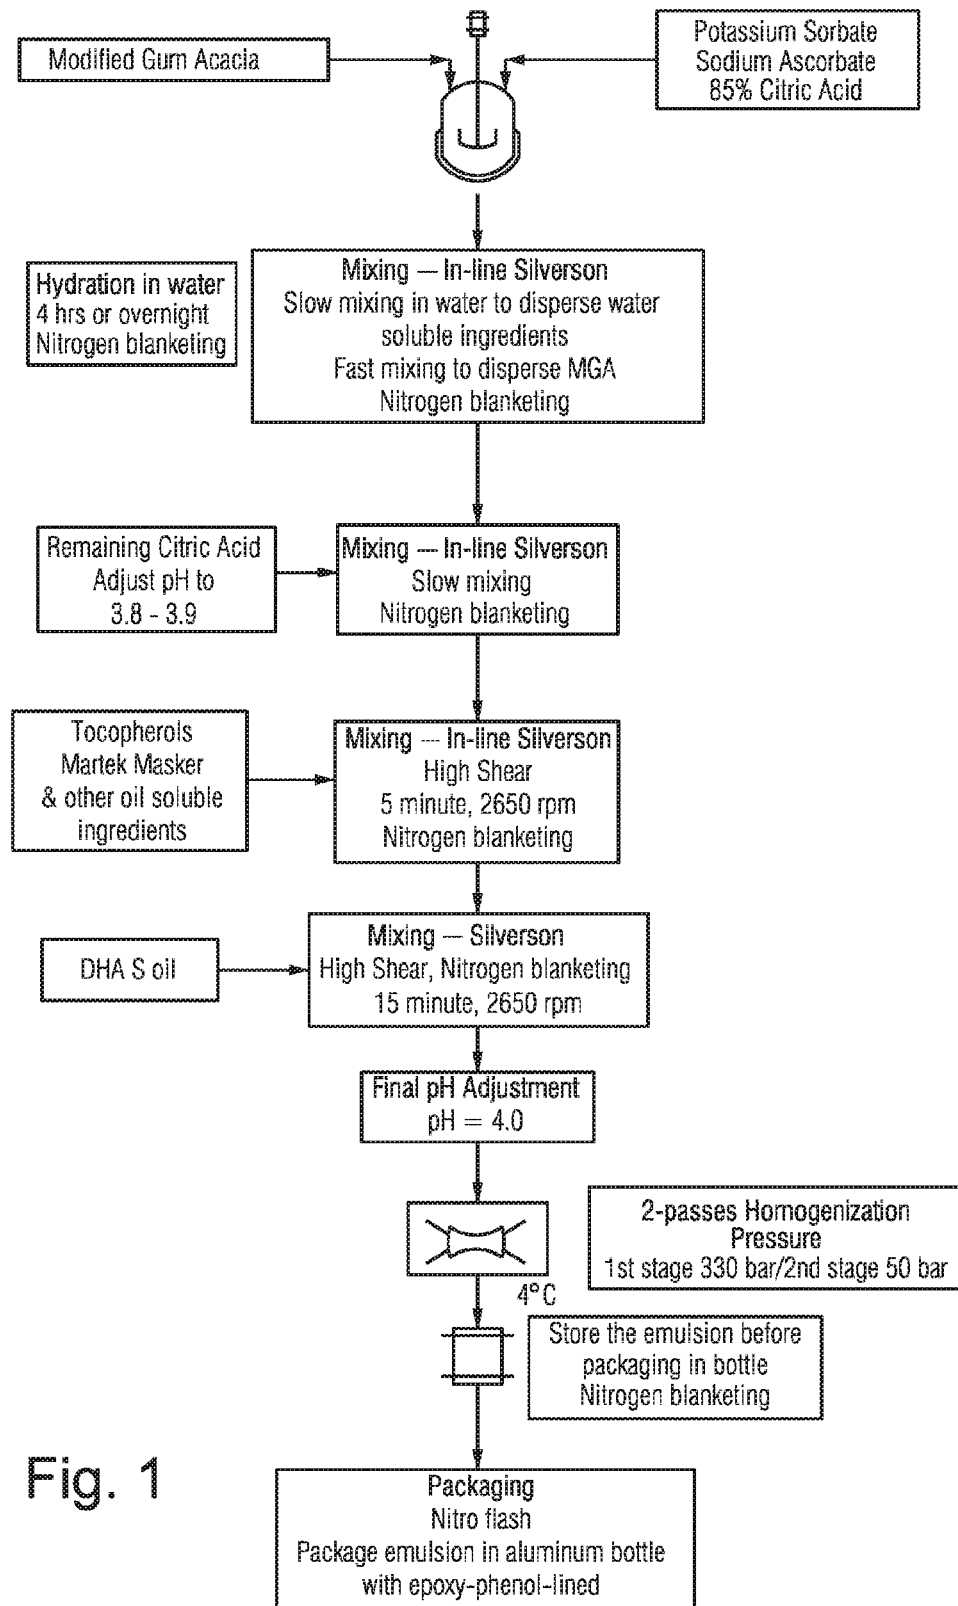 Modified Gum Acacia
Potassium Sorbate
Sodium Ascorbate
85% Citric Acid
Hydration in water
4 hrs or overnight
Nitrogen blanketing
Mixing — In-line Silverson
Slow mixing in water to disperse water
soluble ingredients
Fast mixing to disperse MGA
Nitrogen blanketing
Remaining Citric Acid
Adjust pH to
3.8 - 3.9
Mixing — In-line Silverson
Slow mixing
Nitrogen blanketing
Tocopherols
Martek Masker
& other oil soluble
ingredients
Mixing — In-line Silverson
High Shear
5 minute, 2650 rpm
Nitrogen blanketing
DHA S oil
Mixing — Silverson
High Shear, Nitrogen blanketing
15 minute, 2650 rpm
Final pH Adjustment
pH = 4.0
2-passes Homogenization
Pressure
1st stage 330 bar/2nd stage 50 bar
4°C
Store the emulsion before
packaging in bottle
Nitrogen blanketing
Fig. 1
Packaging
Nitro flash
Package emulsion in aluminum bottle
with epoxy-phenol-lined